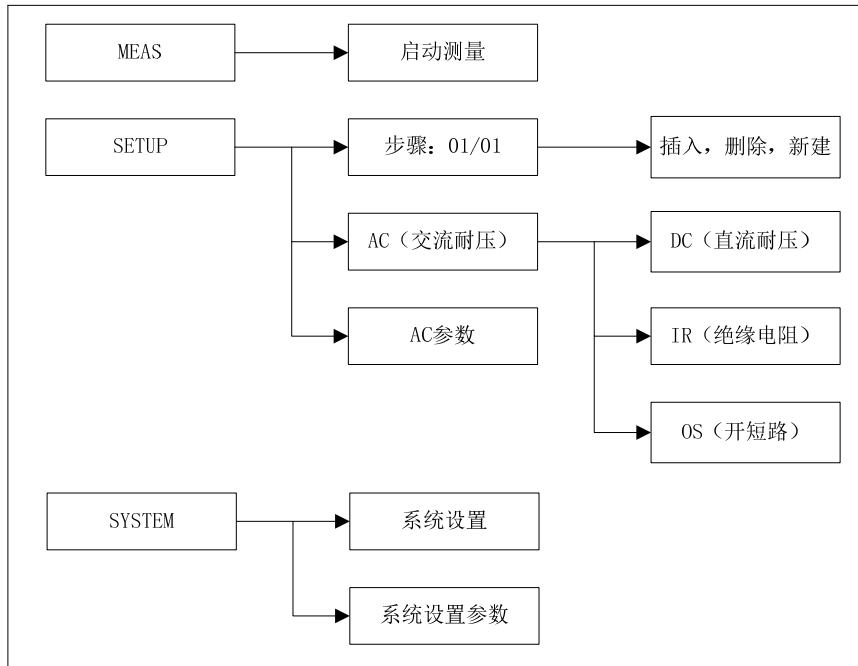 MEAS
启动测量
SETUP
步骤：01/01
插入，删除，新建
AC（交流耐压）
DC（直流耐压）
AC参数
IR（绝缘电阻）
OS（开短路）
SYSTEM
系统设置
系统设置参数